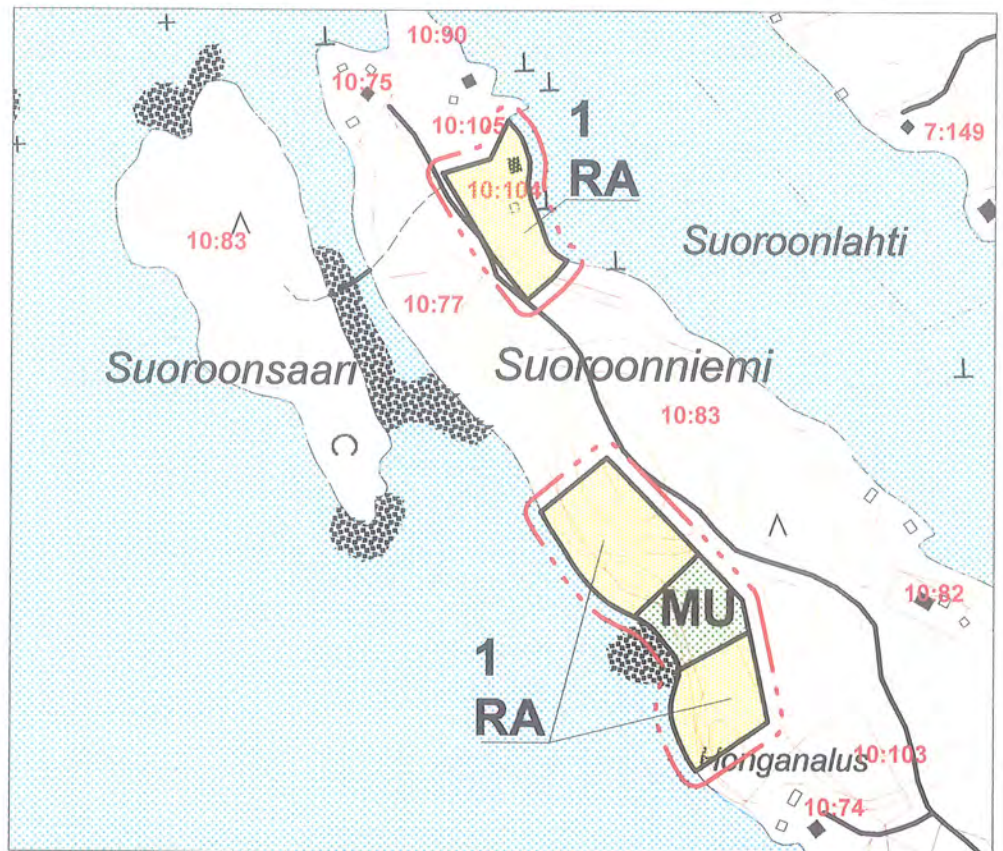 10:90
10:75
10:105
1
RA
7:149
10:104
10:83
Suoroonlahti
10:77
Suoroonsaari
Suoroonniemi
10:83
10:82
MU
1
RA
Honganalus
10:103
10:74